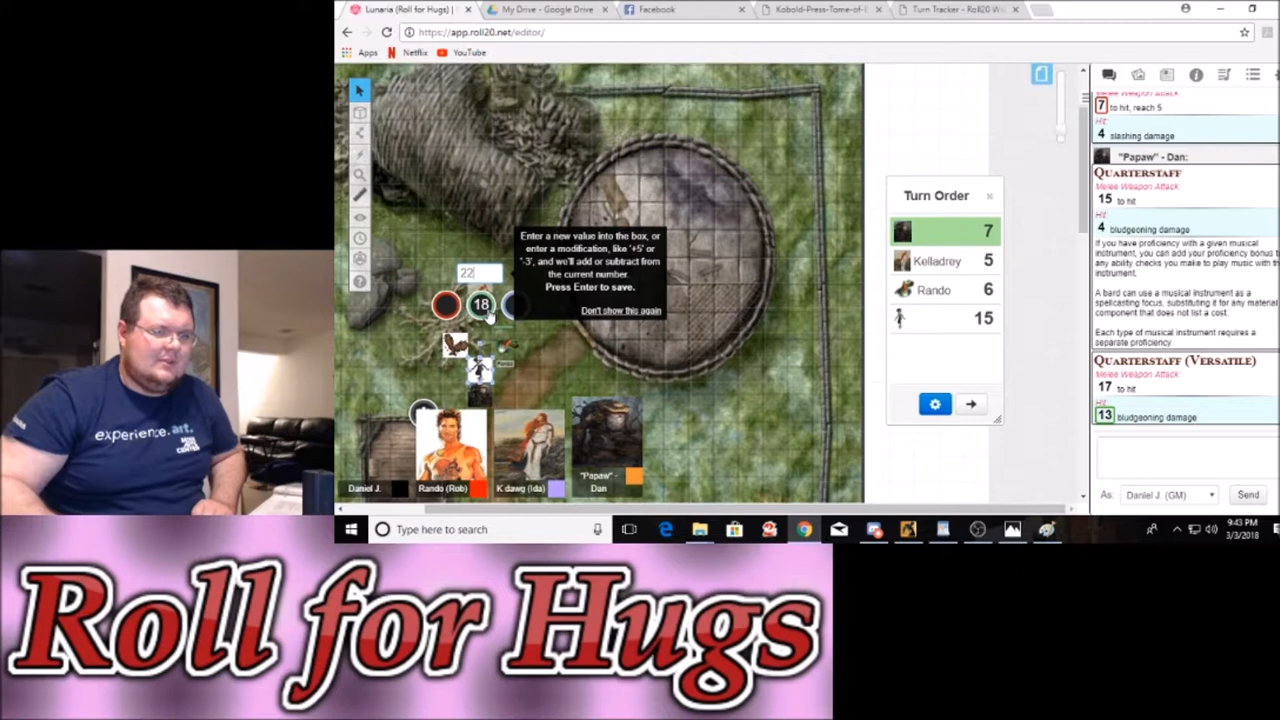 Lunaria (Roll for Hugs) |
My Drive - Google Drive
Facebook
Kobold-Press-Tome-of-
Turn Tracker - Roll20 Wi
https://app.roll20.net/editor/
Apps
Netflix
YouTube
Melee Weapon Attack
7 to hit, reach 5
Hit:
4 slashing damage
"Papaw" - Dan:
Quarterstaff
Melee Weapon Attack
15 to hit
Hit:
4 bludgeoning damage
If you have proficiency with a given musical
instrument, you can add your proficiency bonus to
any ability checks you make to play music with the
instrument.
A bard can use a musical instrument as a
spellcasting focus, substituting it for any material
component that does not list a cost.
Each type of musical instrument requires a
separate proficiency.
Quarterstaff (Versatile)
Melee Weapon Attack
17 to hit
Hit:
13 bludgeoning damage
As: Daniel J. (GM)
Send
Turn Order
7
Kelladrey 5
Rando 6
15
Enter a new value into the box, or
enter a modification, like '+5' or
'-3', and we'll add or subtract from
the current number.
Press Enter to save.
Don't show this again
22
18
Daniel J.
Rando (Rob)
K dawg (Ida)
"Papaw" -
Dan
experience.art.
Type here to search
9:43 PM
3/3/2018
Roll for Hugs